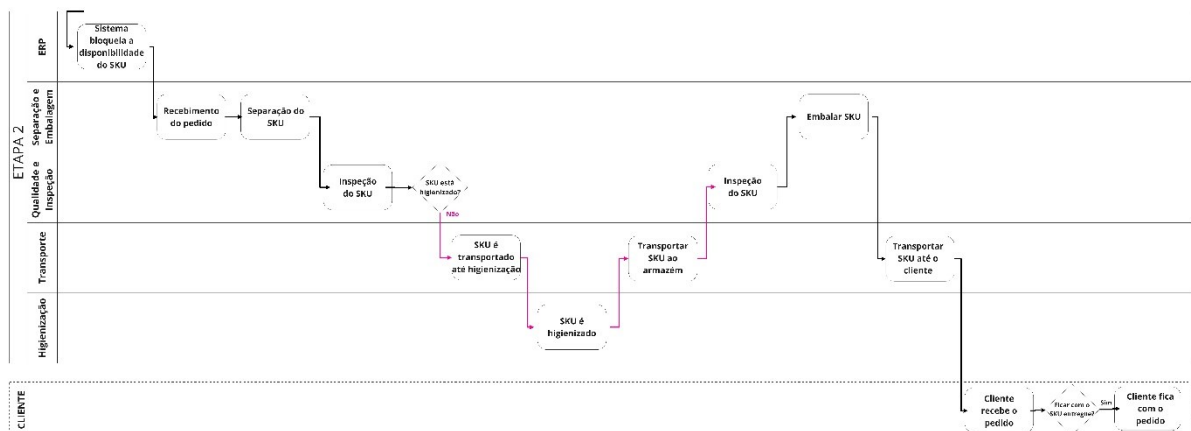 ETAPA 2
ERP
Sistema
bloqueia a
disponibilidade
do SKU
Separação e
Embalagem
Recebimento
do pedido
Separação do
SKU
Embalar SKU
Qualidade e
Inspeção
Inspeção
do SKU
SKU está
higienizado?
Não
Inspeção
do SKU
Transporte
SKU é
transportado
até higienização
Transportar
SKU ao
armazém
Transportar
SKU até o
cliente
Higienização
SKU é
higienizado
CLIENTE
Cliente
recebe o
pedido
Ficar com o
SKU entregue?
Sim
Cliente fica
com o
pedido